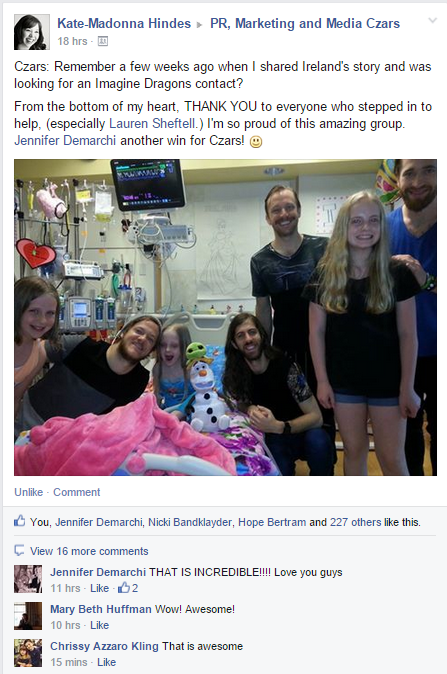 Kate-Madonna Hindes ▸ PR, Marketing and Media Czars
18 hrs ·
Czars: Remember a few weeks ago when I shared Ireland's story and was
looking for an Imagine Dragons contact?
From the bottom of my heart, THANK YOU to everyone who stepped in to
help, (especially Lauren Sheftell.) I'm so proud of this amazing group.
Jennifer Demarchi another win for Czars!
Unlike · Comment
You, Jennifer Demarchi, Nicki Bandklayder, Hope Bertram and 227 others like this.
View 16 more comments
Jennifer Demarchi THAT IS INCREDIBLE!!!! Love you guys
11 hrs · Like · 2
Mary Beth Huffman Wow! Awesome!
10 hrs · Like
Chrissy Azzaro Kling That is awesome
15 mins · Like